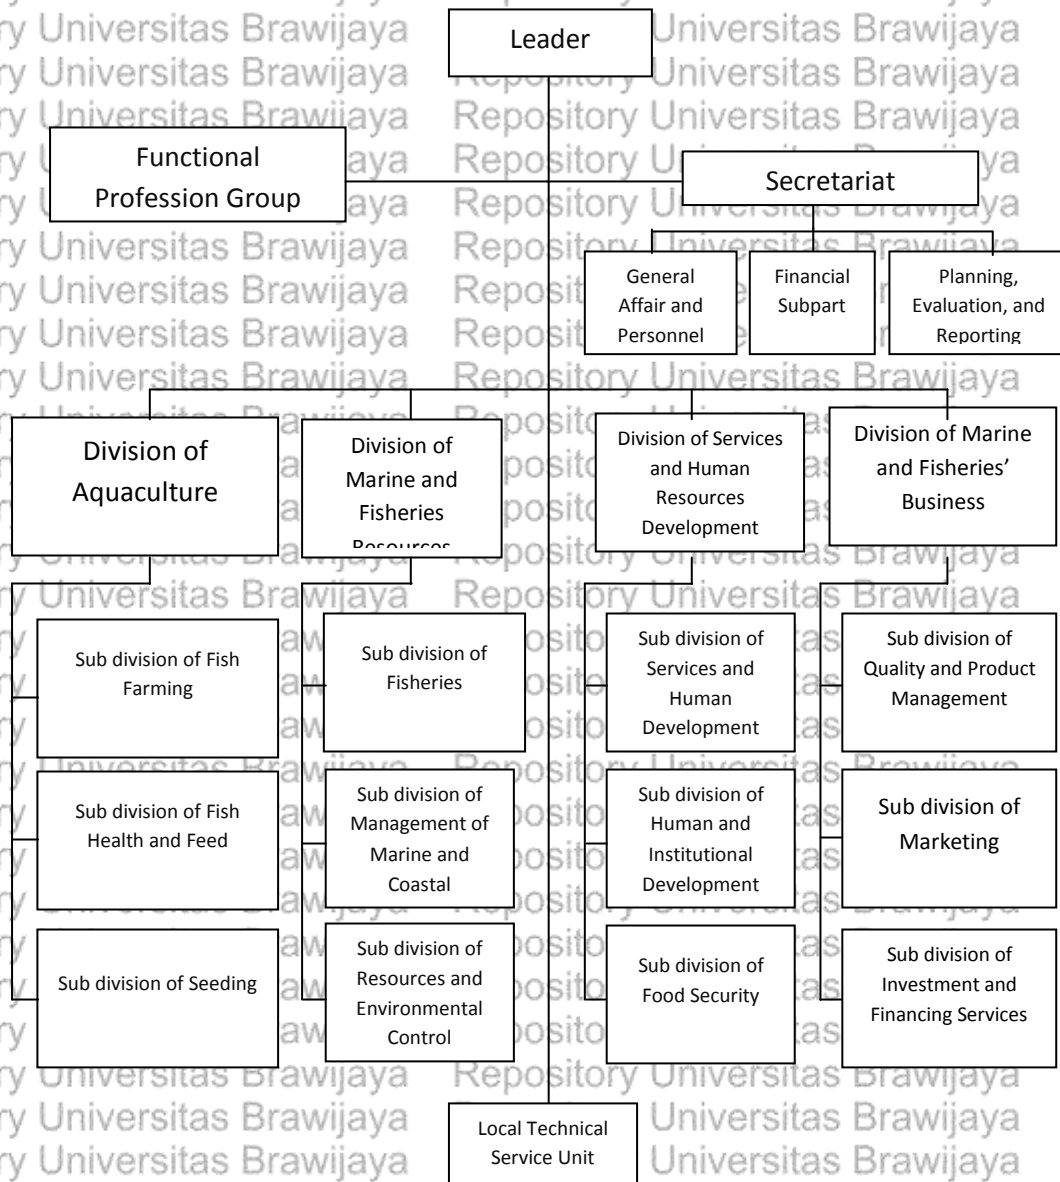 Leader
Functional
Profession Group
Secretariat
General
Affair and
Personnel
Financial
Subpart
Planning,
Evaluation, and
Reporting
Division of
Aquaculture
Division of
Marine and
Fisheries
Resources
Division of Services
and Human
Resources
Development
Division of Marine
and Fisheries’
Business
Sub division of Fish
Farming
Sub division of
Fisheries
Sub division of
Services and
Human
Development
Sub division of
Quality and Product
Management
Sub division of Fish
Health and Feed
Sub division of
Management of
Marine and
Coastal
Sub division of
Human and
Institutional
Development
Sub division of
Marketing
Sub division of Seeding
Sub division of
Resources and
Environmental
Control
Sub division of
Food Security
Sub division of
Investment and
Financing Services
Local Technical
Service Unit
Repository Universitas Brawijaya